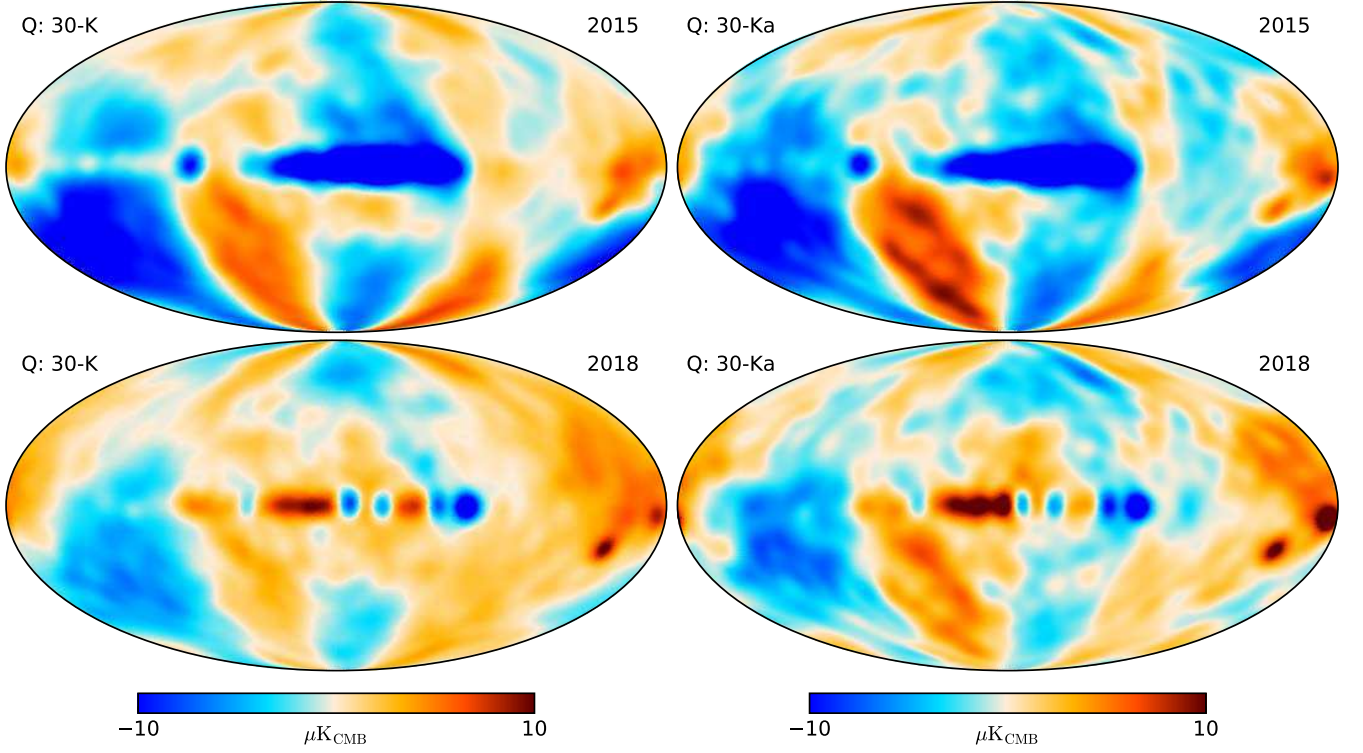 Q: 30-K 2015
Q: 30-Ka 2015
Q: 30-K 2018
Q: 30-Ka 2018
−10 μK_CMB 10
−10 μK_CMB 10